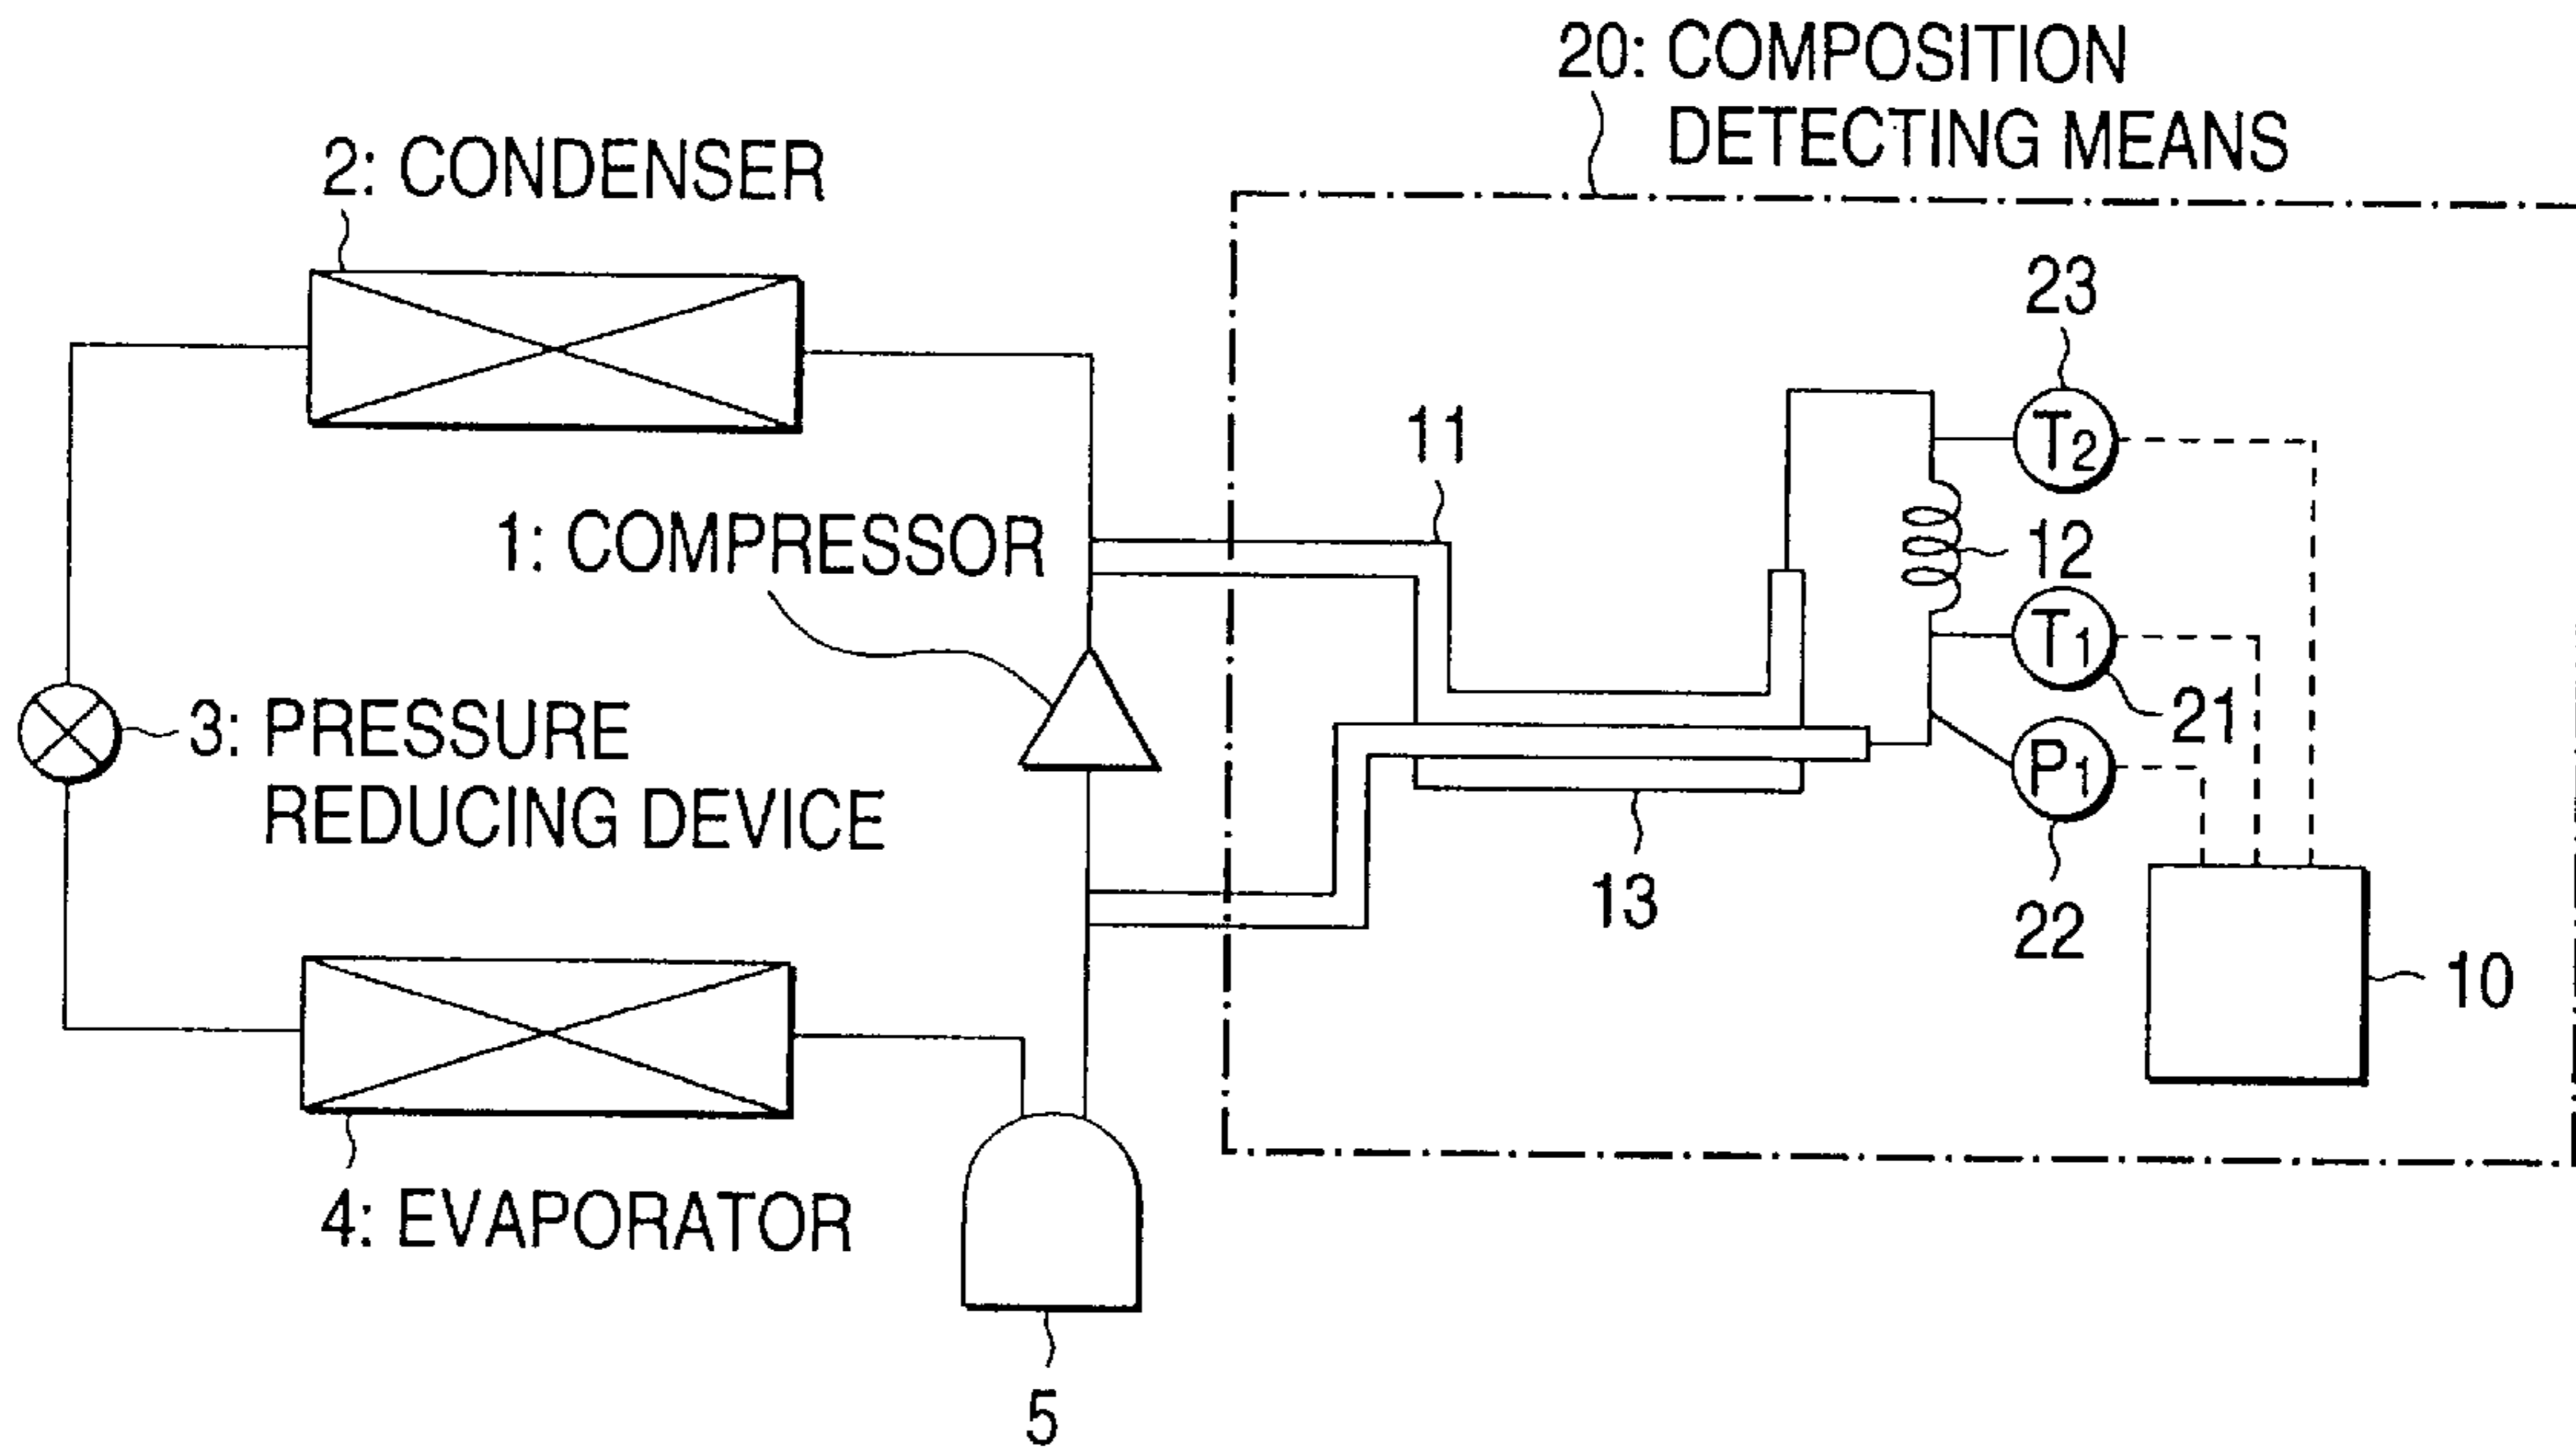 20: COMPOSITION
DETECTING MEANS
2: CONDENSER
23
T2
11
1: COMPRESSOR
12
T1
21
3: PRESSURE
REDUCING DEVICE
P1
13
22
10
4: EVAPORATOR
5